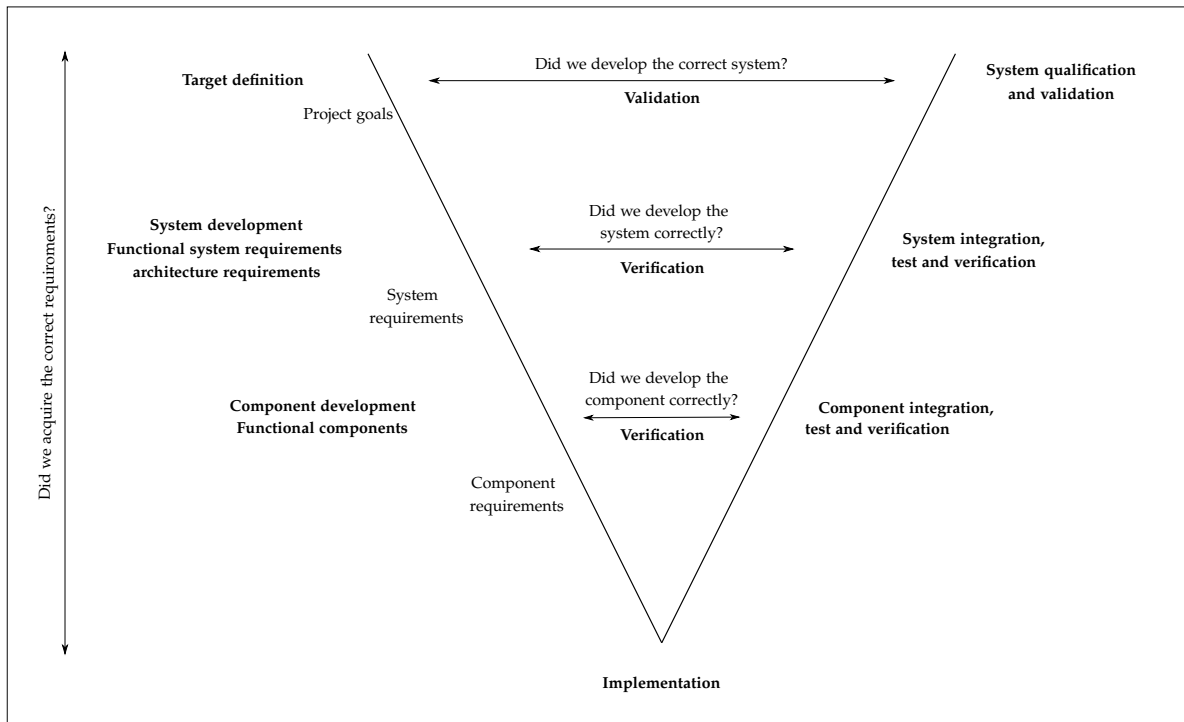 Did we acquire the correct requiroments?
Target definition
Project goals
Did we develop the correct system?
Validation
System qualification
and validation
System development
Functional system requirements
architecture requirements
Did we develop the
system correctly?
Verification
System integration,
test and verification
System
requirements
Component development
Functional components
Did we develop the
component correctly?
Verification
Component integration,
test and verification
Component
requirements
Implementation